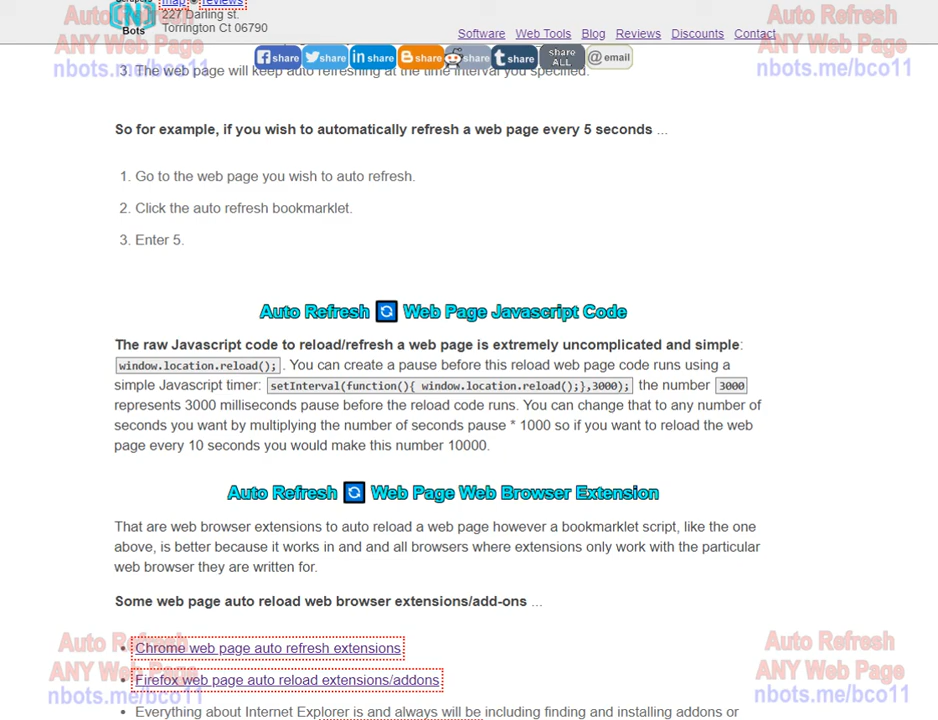 Scrapers
Bots
map reviews
227 Darling st.
Torrington Ct 06790
Software Web Tools Blog Reviews Discounts Contact
share share share share share share share ALL @ email
Auto Refresh
ANY Web Page
nbots.me/bco11
Auto Refresh
ANY Web Page
nbots.me/bco11
3. The web page will keep auto refreshing at the time interval you specified.
So for example, if you wish to automatically refresh a web page every 5 seconds ...
1. Go to the web page you wish to auto refresh.
2. Click the auto refresh bookmarklet.
3. Enter 5.
Auto Refresh Web Page Javascript Code
The raw Javascript code to reload/refresh a web page is extremely uncomplicated and simple:
window.location.reload(); . You can create a pause before this reload web page code runs using a
simple Javascript timer: setInterval(function(){ window.location.reload();},3000); the number 3000
represents 3000 milliseconds pause before the reload code runs. You can change that to any number of
seconds you want by multiplying the number of seconds pause * 1000 so if you want to reload the web
page every 10 seconds you would make this number 10000.
Auto Refresh Web Page Web Browser Extension
That are web browser extensions to auto reload a web page however a bookmarklet script, like the one
above, is better because it works in and and all browsers where extensions only work with the particular
web browser they are written for.
Some web page auto reload web browser extensions/add-ons ...
• Chrome web page auto refresh extensions
• Firefox web page auto reload extensions/addons
• Everything about Internet Explorer is and always will be including finding and installing addons or
Auto Refresh
ANY Web Page
nbots.me/bco11
Auto Refresh
ANY Web Page
nbots.me/bco11